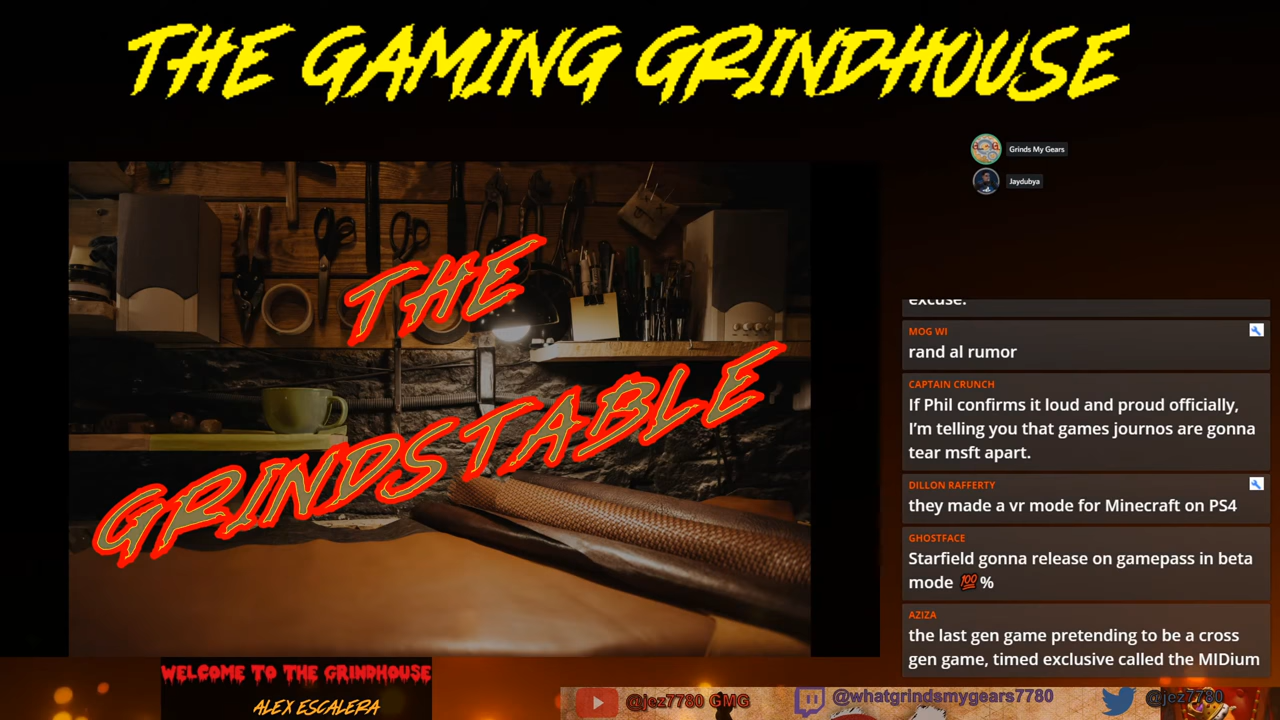 THE GAMING GRINDHOUSE
Grinds My Gears
Jaydubya
THE
GRINDSTABLE
excuse.
MOG WI
rand al rumor
CAPTAIN CRUNCH
If Phil confirms it loud and proud officially,
I'm telling you that games journos are gonna
tear msft apart.
DILLON RAFFERTY
they made a vr mode for Minecraft on PS4
GHOSTFACE
Starfield gonna release on gamepass in beta
mode 💯%
AZIZA
the last gen game pretending to be a cross
gen game, timed exclusive called the MIDium
WELCOME TO THE GRINDHOUSE
ALEX ESCALERA
@jez7780 GMG
@whatgrindsmygears7780
@jez7780